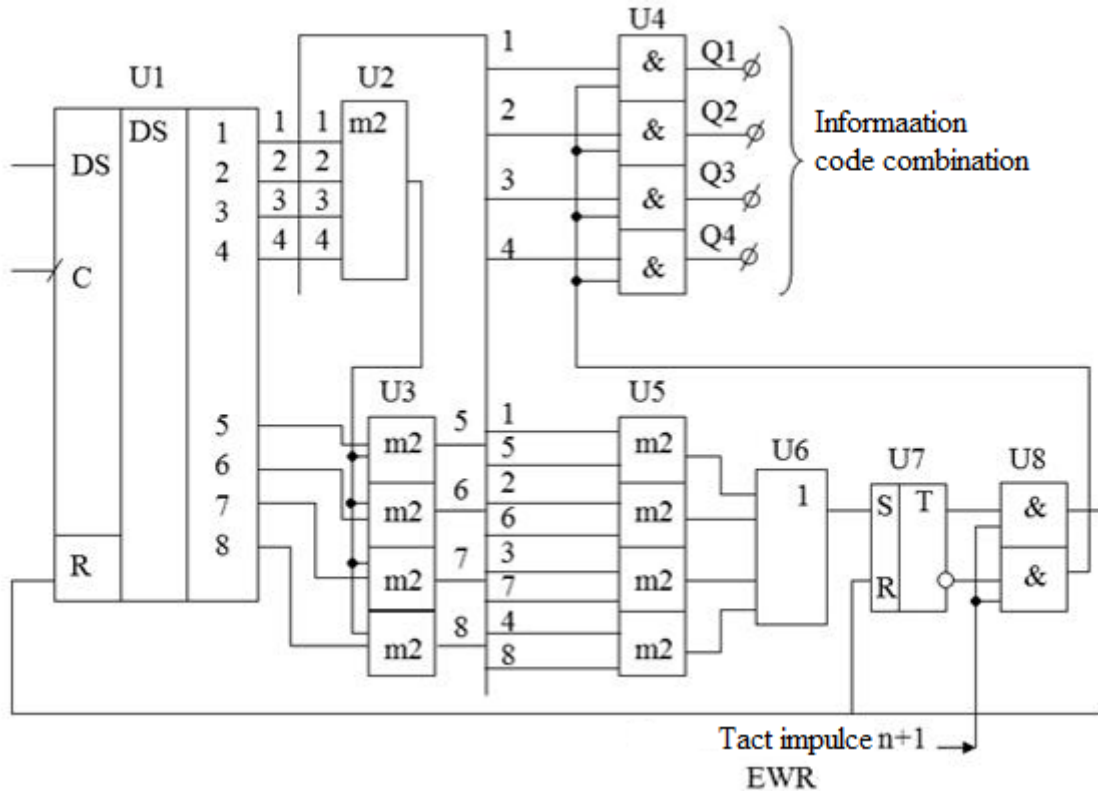 U1
DS
C
R
DS
1
2
3
4
5
6
7
8
1
2
3
4
U2
1
2
3
4
m2
U3
m2
m2
m2
m2
5
6
7
8
1
2
3
4
U4
&
&
&
&
Q1
Q2
Q3
Q4
Informaation
code combination
1
5
2
6
3
7
4
8
U5
m2
m2
m2
m2
U6
1
U7
S
T
R
U8
&
&
Tact impulce n+1
EWR